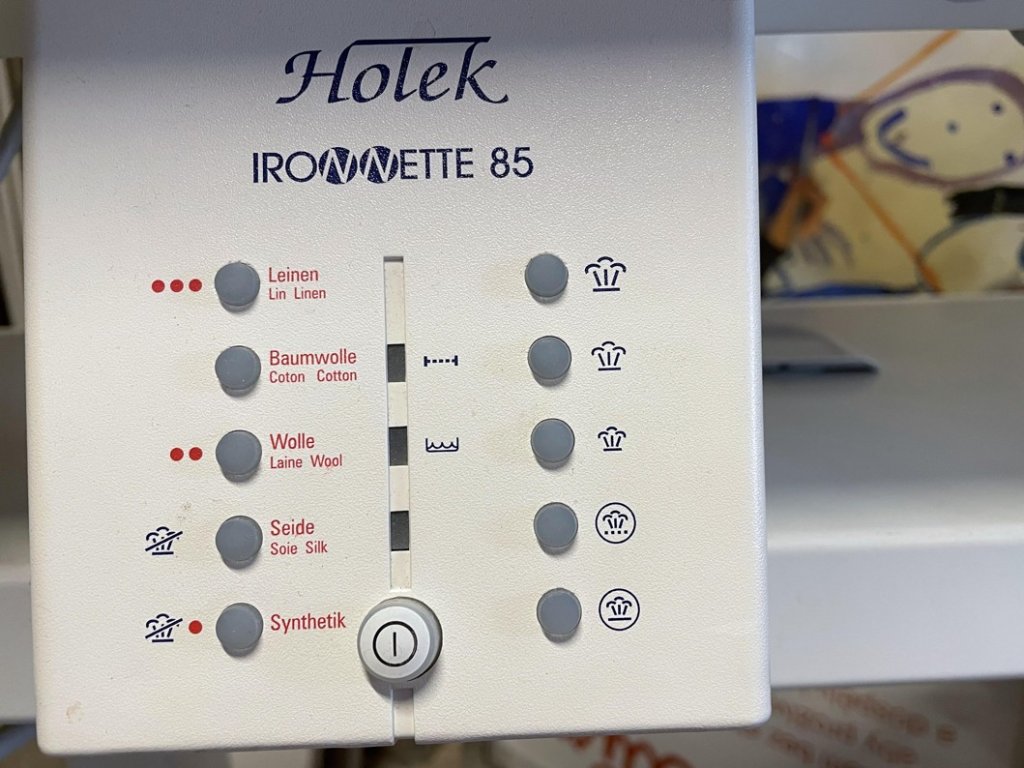 Holek
IRONNETTE 85
Leinen
Lin Linen
Baumwolle
Coton Cotton
Wolle
Laine Wool
Seide
Soie Silk
Synthetik